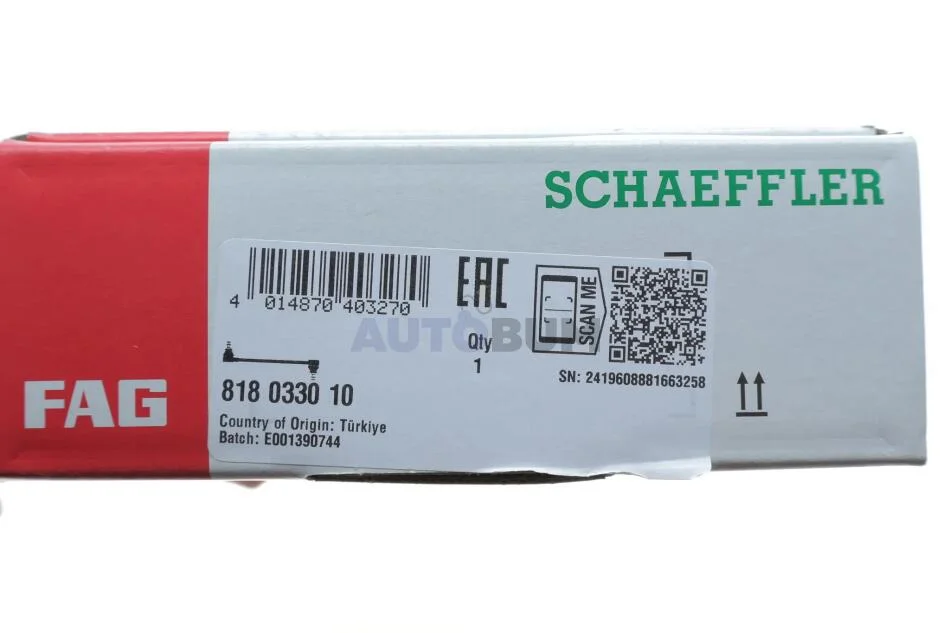 SCHAEFFLER
FAG
4 014870 403270
EAC
SCAN ME
AUTOBUM
Qty
1
SN: 2419608881663258
818 0330 10
Country of Origin: Türkiye
Batch: E001390744